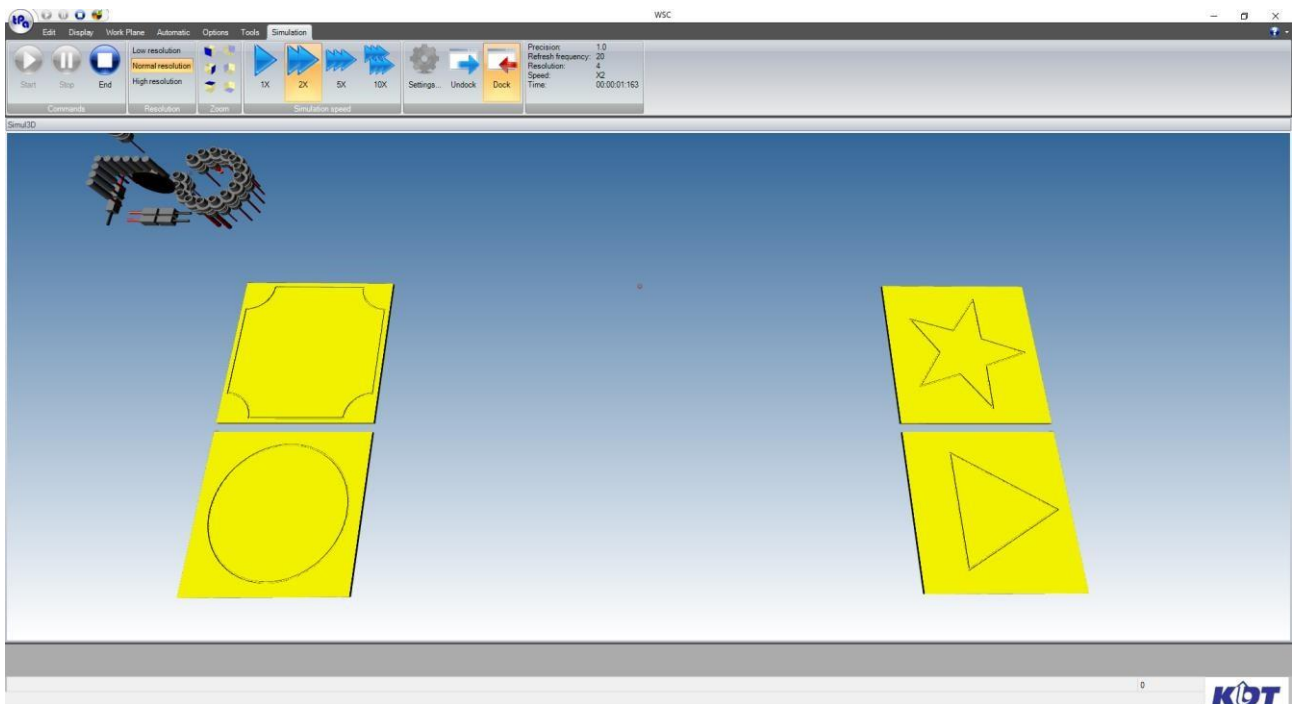 WSC
tPa
Edit Display Work Plane Automatic Options Tools Simulation
Low resolution
Normal resolution
High resolution
Start Stop End
1X 2X 5X 10X
Settings... Undock Dock
Precision: 1.0
Refresh frequency: 20
Resolution: 4
Speed: X2
Time: 00:00:01:163
Commands Resolution Zoom Simulation speed
Simul3D
0
KDT